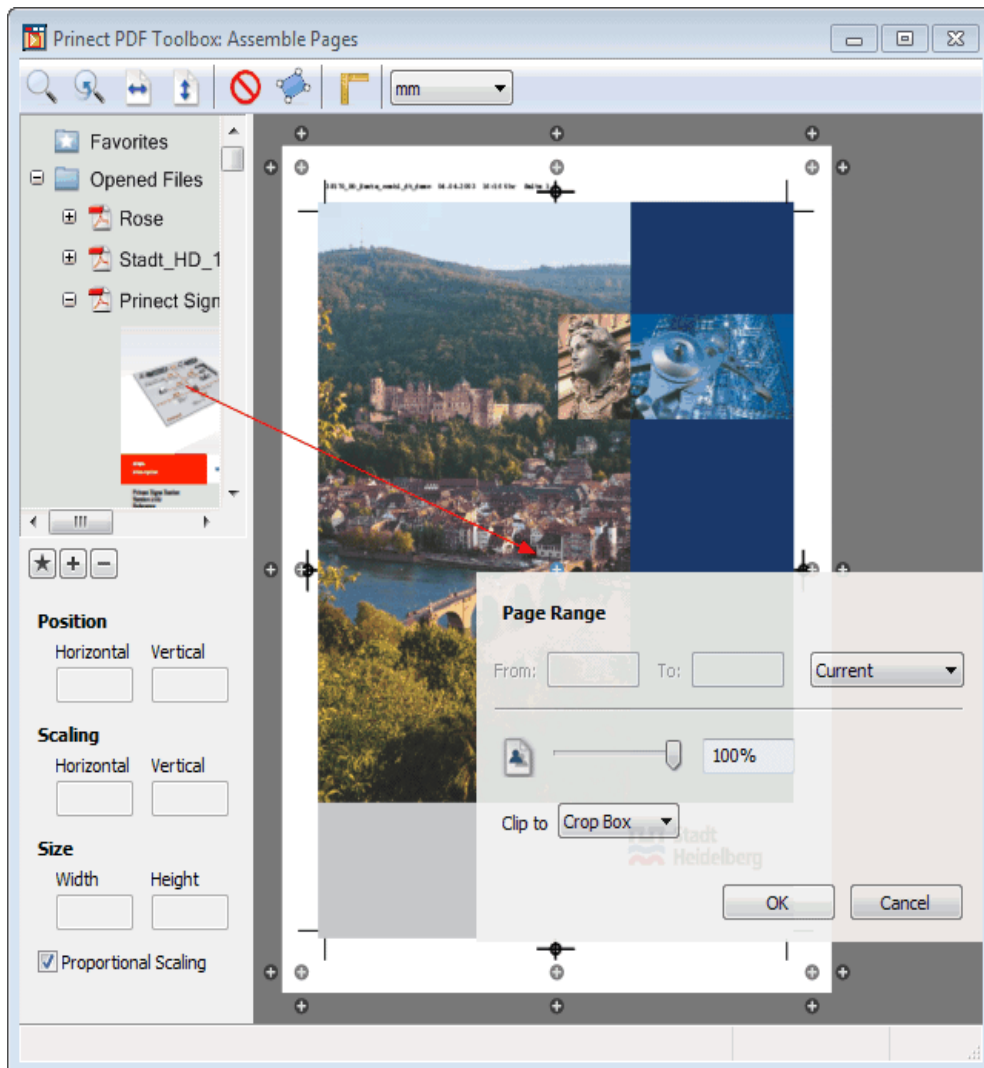 Prinect PDF Toolbox: Assemble Pages
mm
Favorites
Opened Files
Rose
Stadt_HD_1
Prinect Sign
Position
Horizontal Vertical
Scaling
Horizontal Vertical
Size
Width Height
Proportional Scaling
Page Range
From: To: Current
100%
Clip to Crop Box
Stadt
Heidelberg
OK Cancel